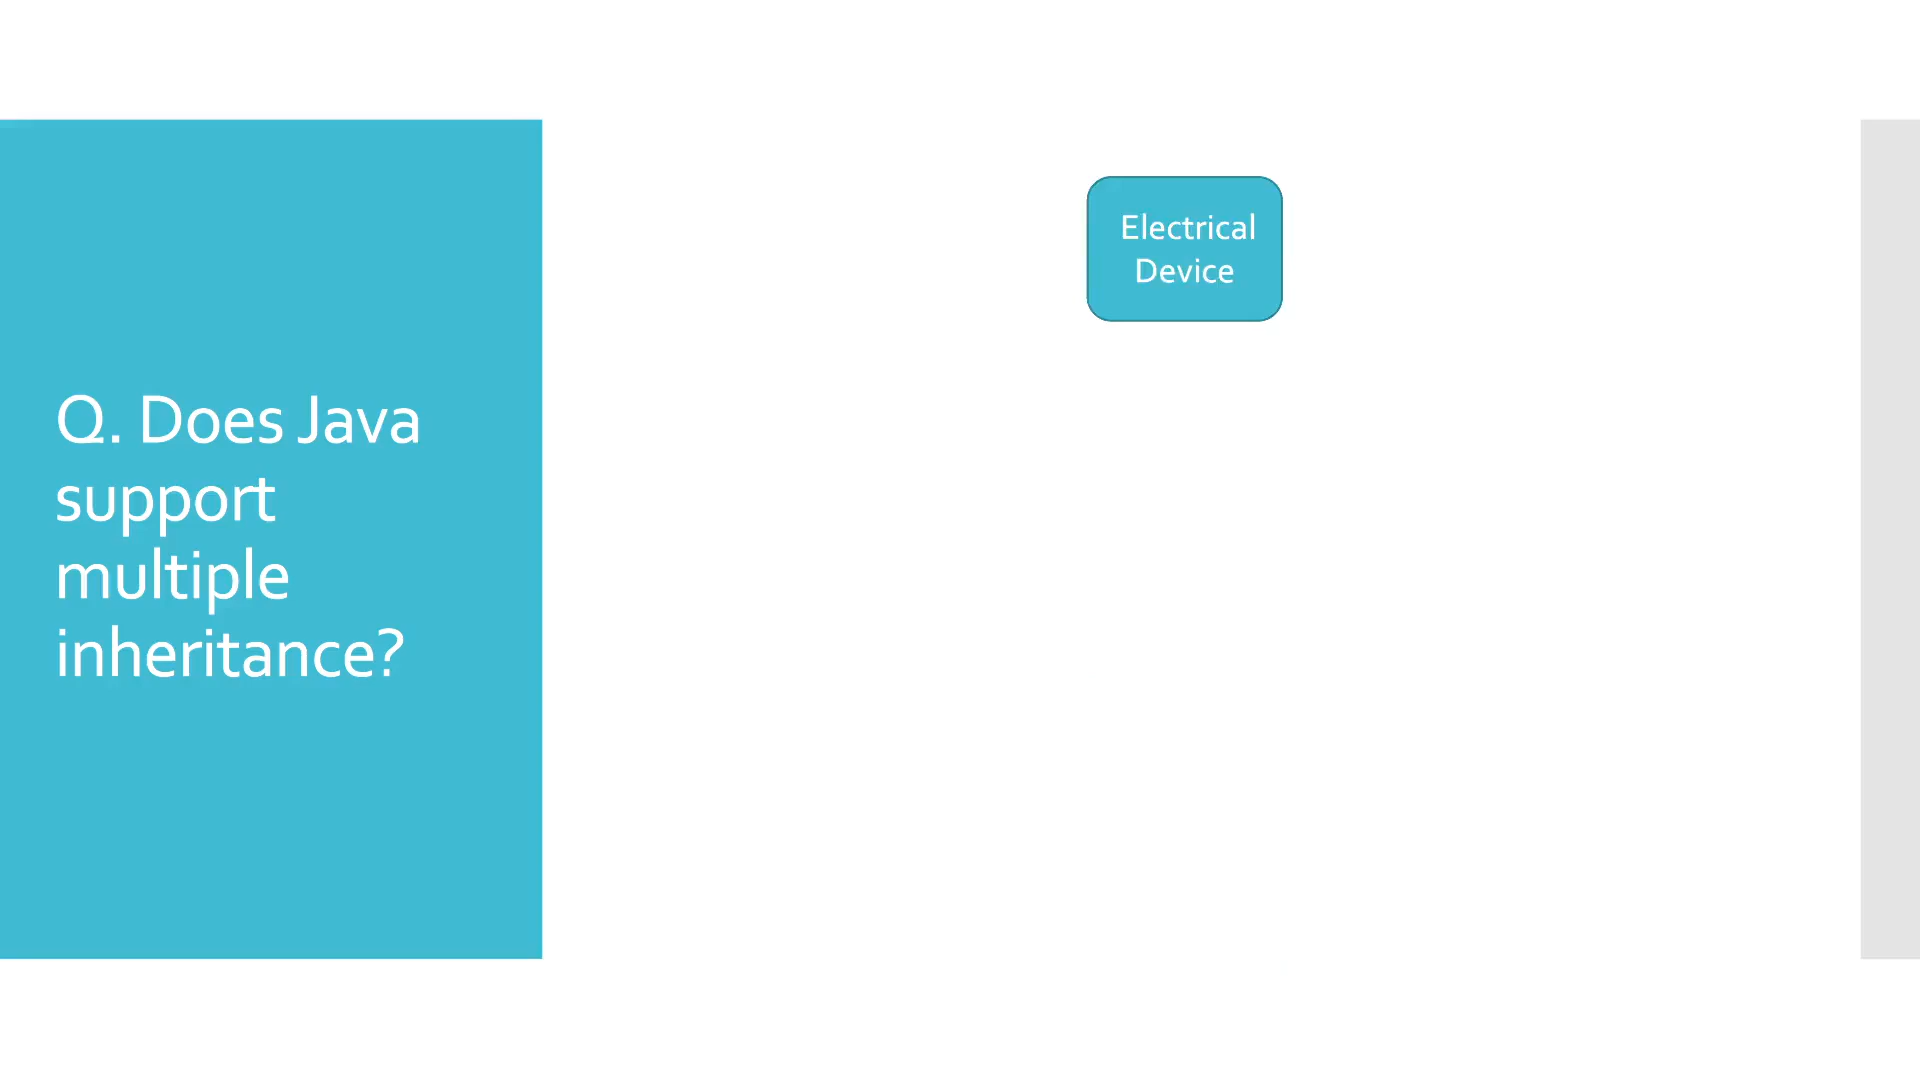 Q. Does Java
support
multiple
inheritance?
Electrical
Device